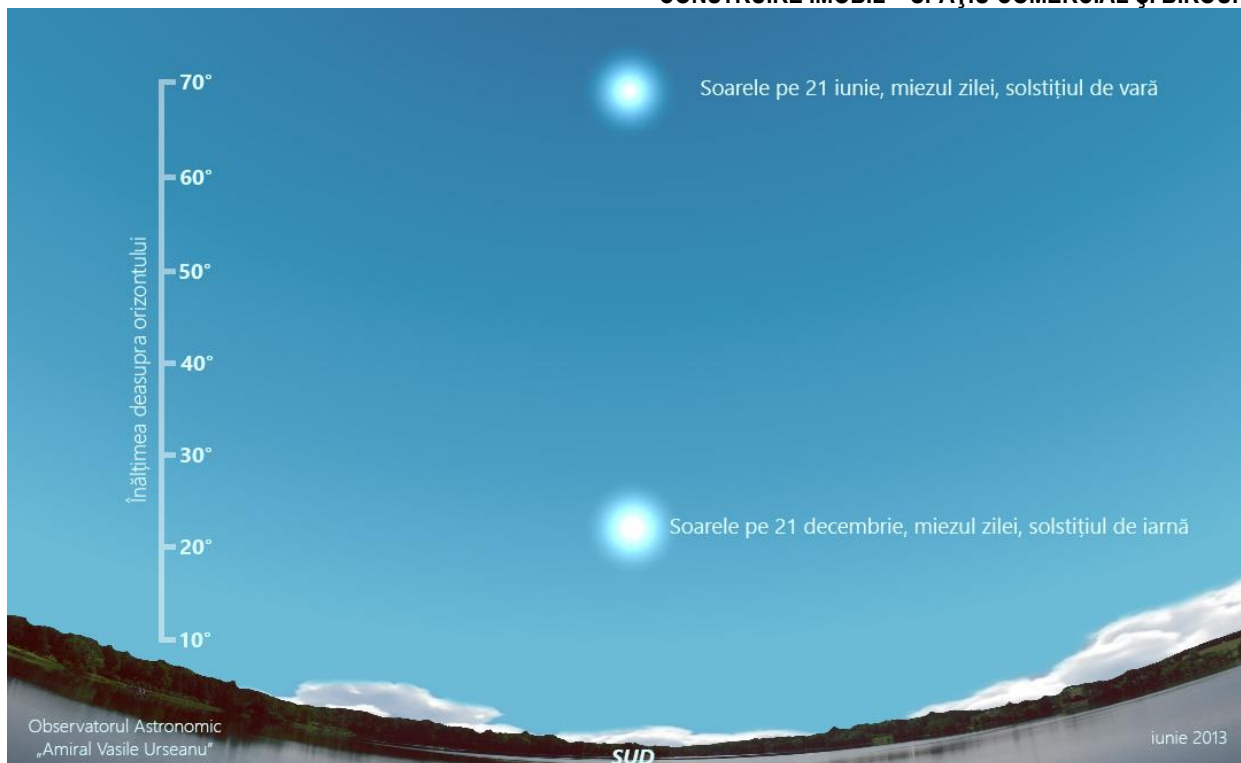 Soarele pe 21 iunie, miezul zilei, solstițiul de vară
70°
60°
50°
40°
30°
20°
10°
Înălțimea deasupra orizontului
Soarele pe 21 decembrie, miezul zilei, solstițiul de iarnă
Observatorul Astronomic
„Amiral Vasile Urseanu”
SUD
iunie 2013